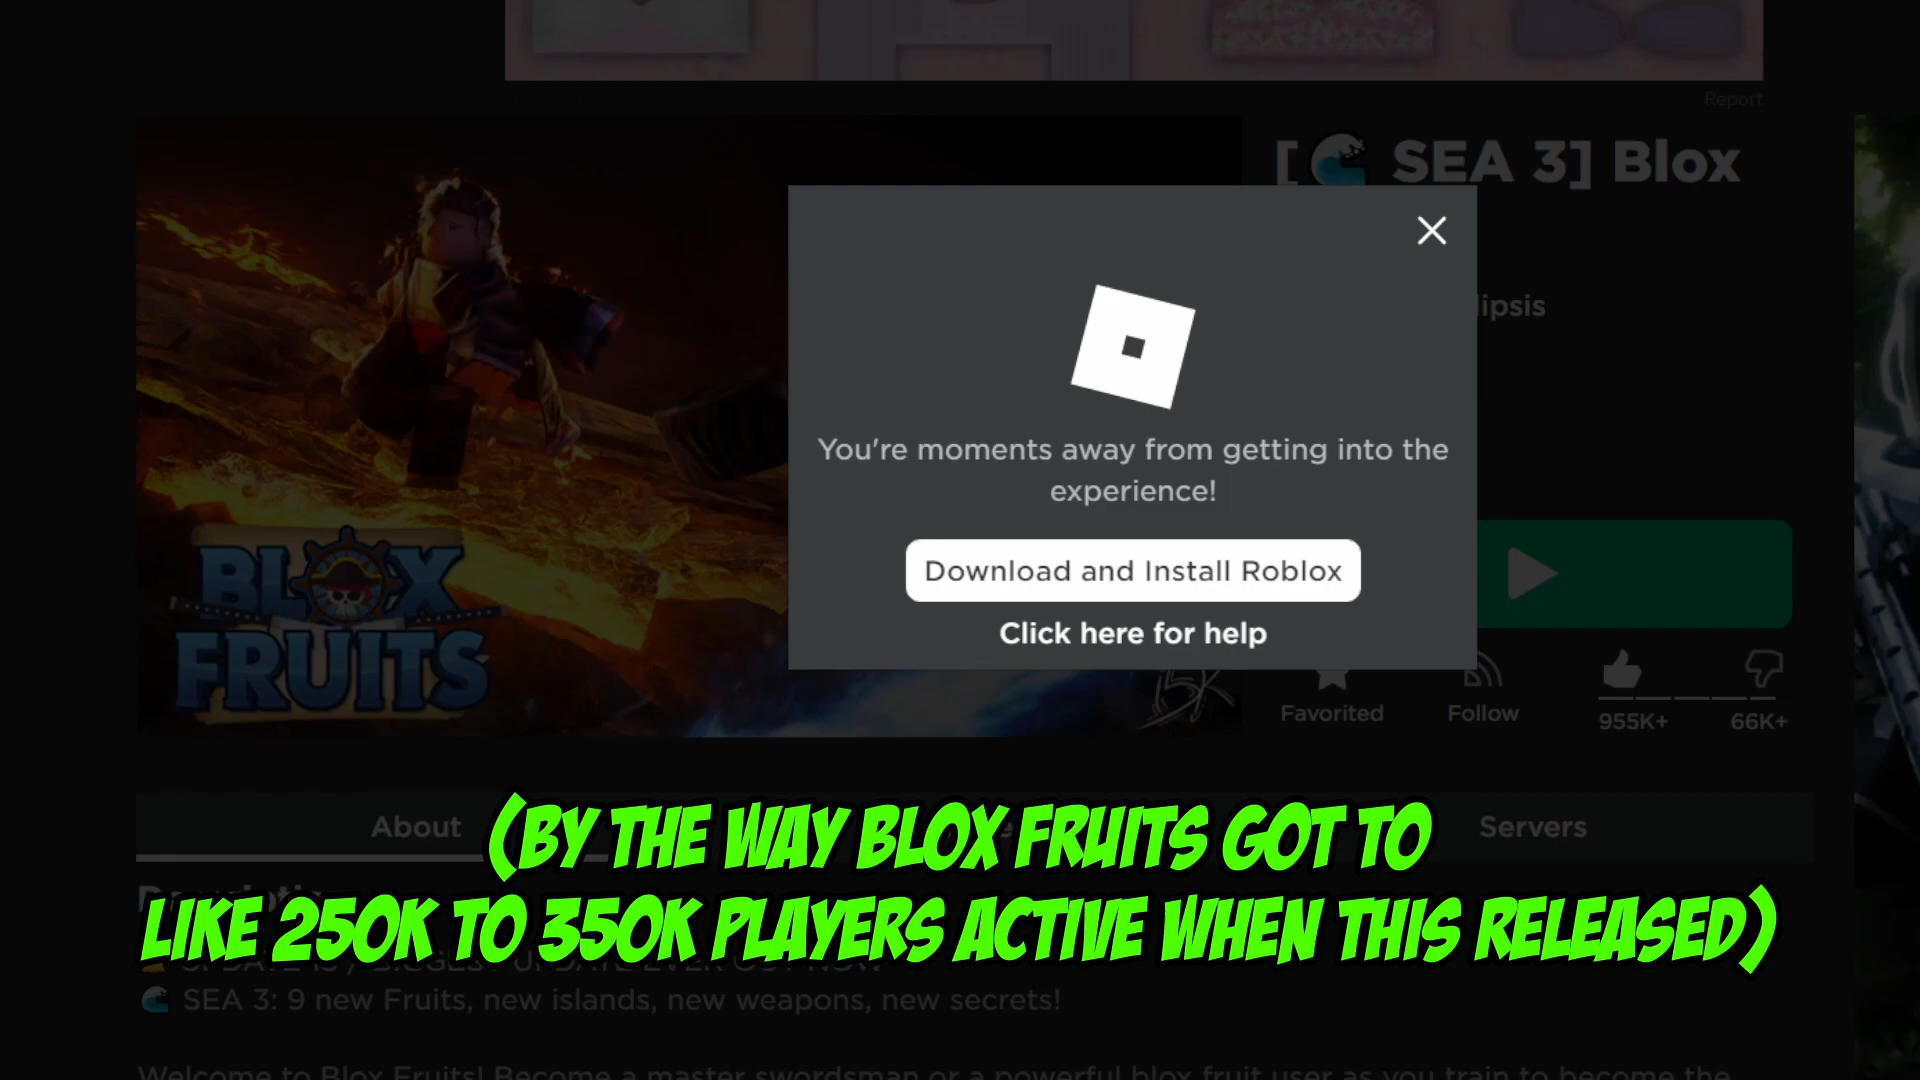 Report
[ SEA 3] Blox
lipsis
You're moments away from getting into the
experience!
Download and Install Roblox
Click here for help
BLOX
FRUITS
Favorited
Follow
955K+
66K+
About
Servers
(BY THE WAY BLOX FRUITS GOT TO
LIKE 250K TO 350K PLAYERS ACTIVE WHEN THIS RELEASED)
Description
SEA 3: 9 new Fruits, new islands, new weapons, new secrets!
Welcome to Blox Fruits! Become a master swordsman or a powerful blox fruit user as you train to become the